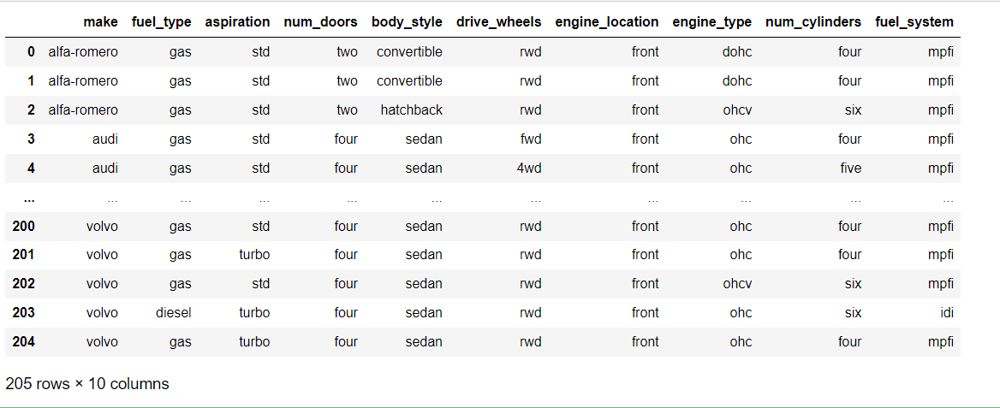 make fuel_type aspiration num_doors body_style drive_wheels engine_location engine_type num_cylinders fuel_system
0 alfa-romero gas std two convertible rwd front dohc four mpfi
1 alfa-romero gas std two convertible rwd front dohc four mpfi
2 alfa-romero gas std two hatchback rwd front ohcv six mpfi
3 audi gas std four sedan fwd front ohc four mpfi
4 audi gas std four sedan 4wd front ohc five mpfi
... ... ... ... ... ... ... ... ... ... ...
200 volvo gas std four sedan rwd front ohc four mpfi
201 volvo gas turbo four sedan rwd front ohc four mpfi
202 volvo gas std four sedan rwd front ohcv six mpfi
203 volvo diesel turbo four sedan rwd front ohc six idi
204 volvo gas turbo four sedan rwd front ohc four mpfi
205 rows × 10 columns